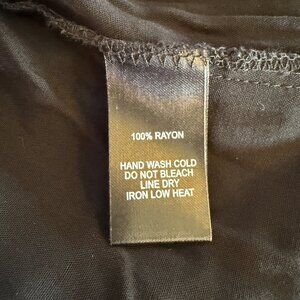 100% RAYON
HAND WASH COLD
DO NOT BLEACH
LINE DRY
IRON LOW HEAT